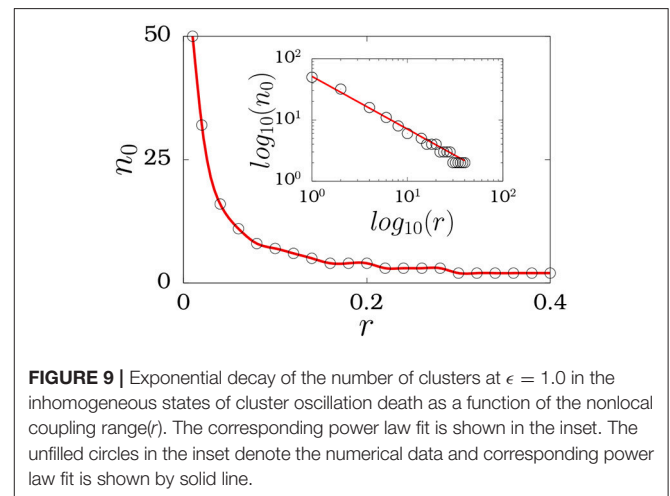 50
25
0
n₀
0
0.2
0.4
r
10²
10¹
10⁰
log₁₀(n₀)
10⁰
10¹
10²
log₁₀(r)
FIGURE 9 | Exponential decay of the number of clusters at ϵ = 1.0 in the
inhomogeneous states of cluster oscillation death as a function of the nonlocal
coupling range(r). The corresponding power law fit is shown in the inset. The
unfilled circles in the inset denote the numerical data and corresponding power
law fit is shown by solid line.